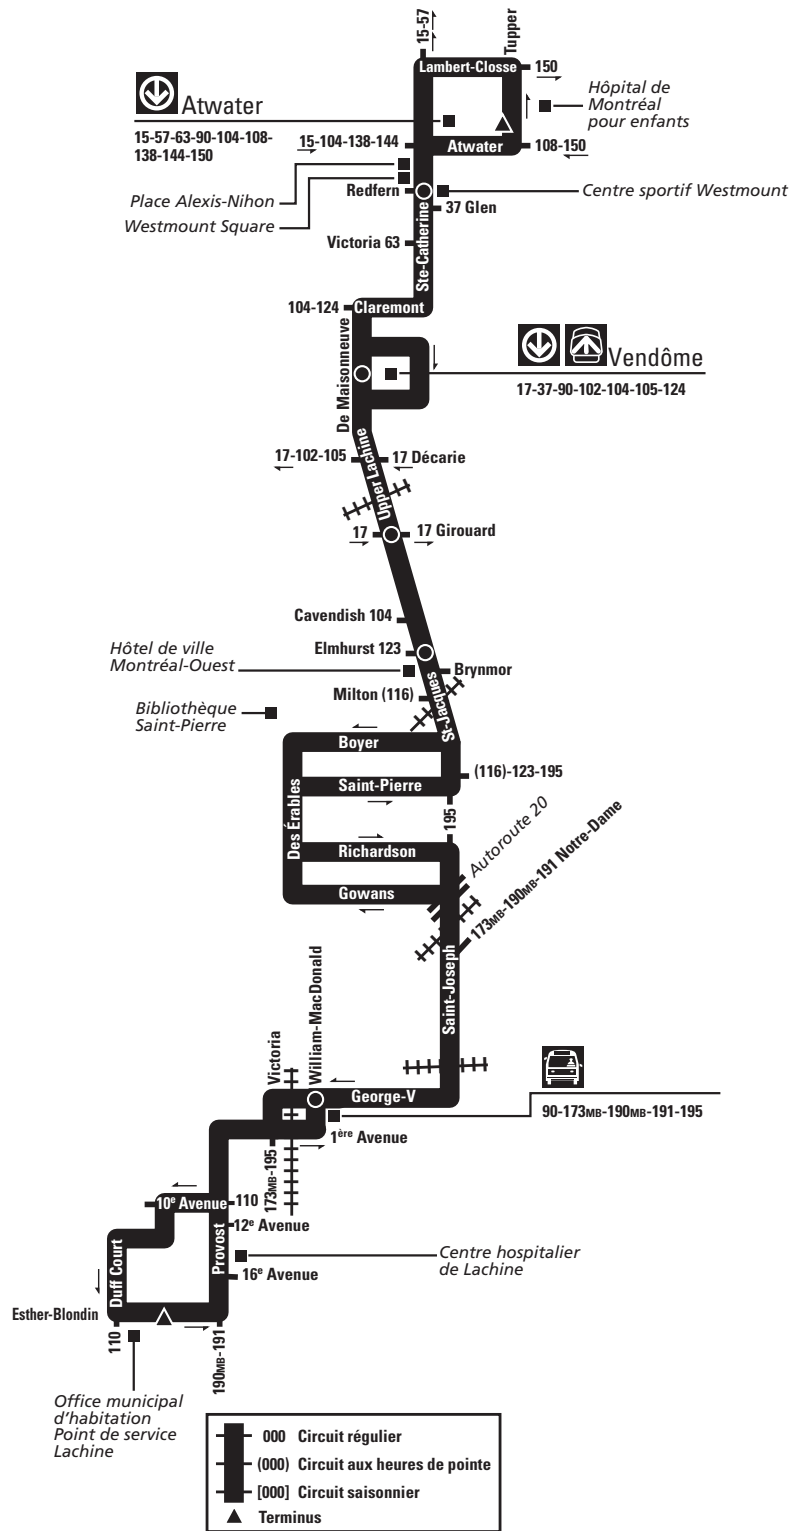 15-57
Tupper
Lambert-Closse
150
Hôpital de
Montréal
pour enfants
Atwater
15-57-63-90-104-108-
138-144-150
15-104-138-144
Atwater
108-150
Place Alexis-Nihon
Westmount Square
Redfern
Centre sportif Westmount
37 Glen
Victoria 63
Ste-Catherine
104-124
Claremont
De Maisonneuve
Vendôme
17-37-90-102-104-105-124
17-102-105
17 Décarie
Upper Lachine
17
17 Girouard
Cavendish 104
Hôtel de ville
Montréal-Ouest
Elmhurst 123
Brynmor
Milton (116)
St-Jacques
Bibliothèque
Saint-Pierre
Boyer
Saint-Pierre
(116)-123-195
Des Érables
195
Autoroute 20
Richardson
Gowans
173MB-190MB-191 Notre-Dame
Saint-Joseph
Victoria
William-MacDonald
George-V
90-173MB-190MB-191-195
1ère Avenue
173MB-195
10e Avenue
110
12e Avenue
Provost
Duff Court
Centre hospitalier
de Lachine
16e Avenue
Esther-Blondin
110
190MB-191
Office municipal
d'habitation
Point de service
Lachine
000 Circuit régulier
(000) Circuit aux heures de pointe
[000] Circuit saisonnier
Terminus